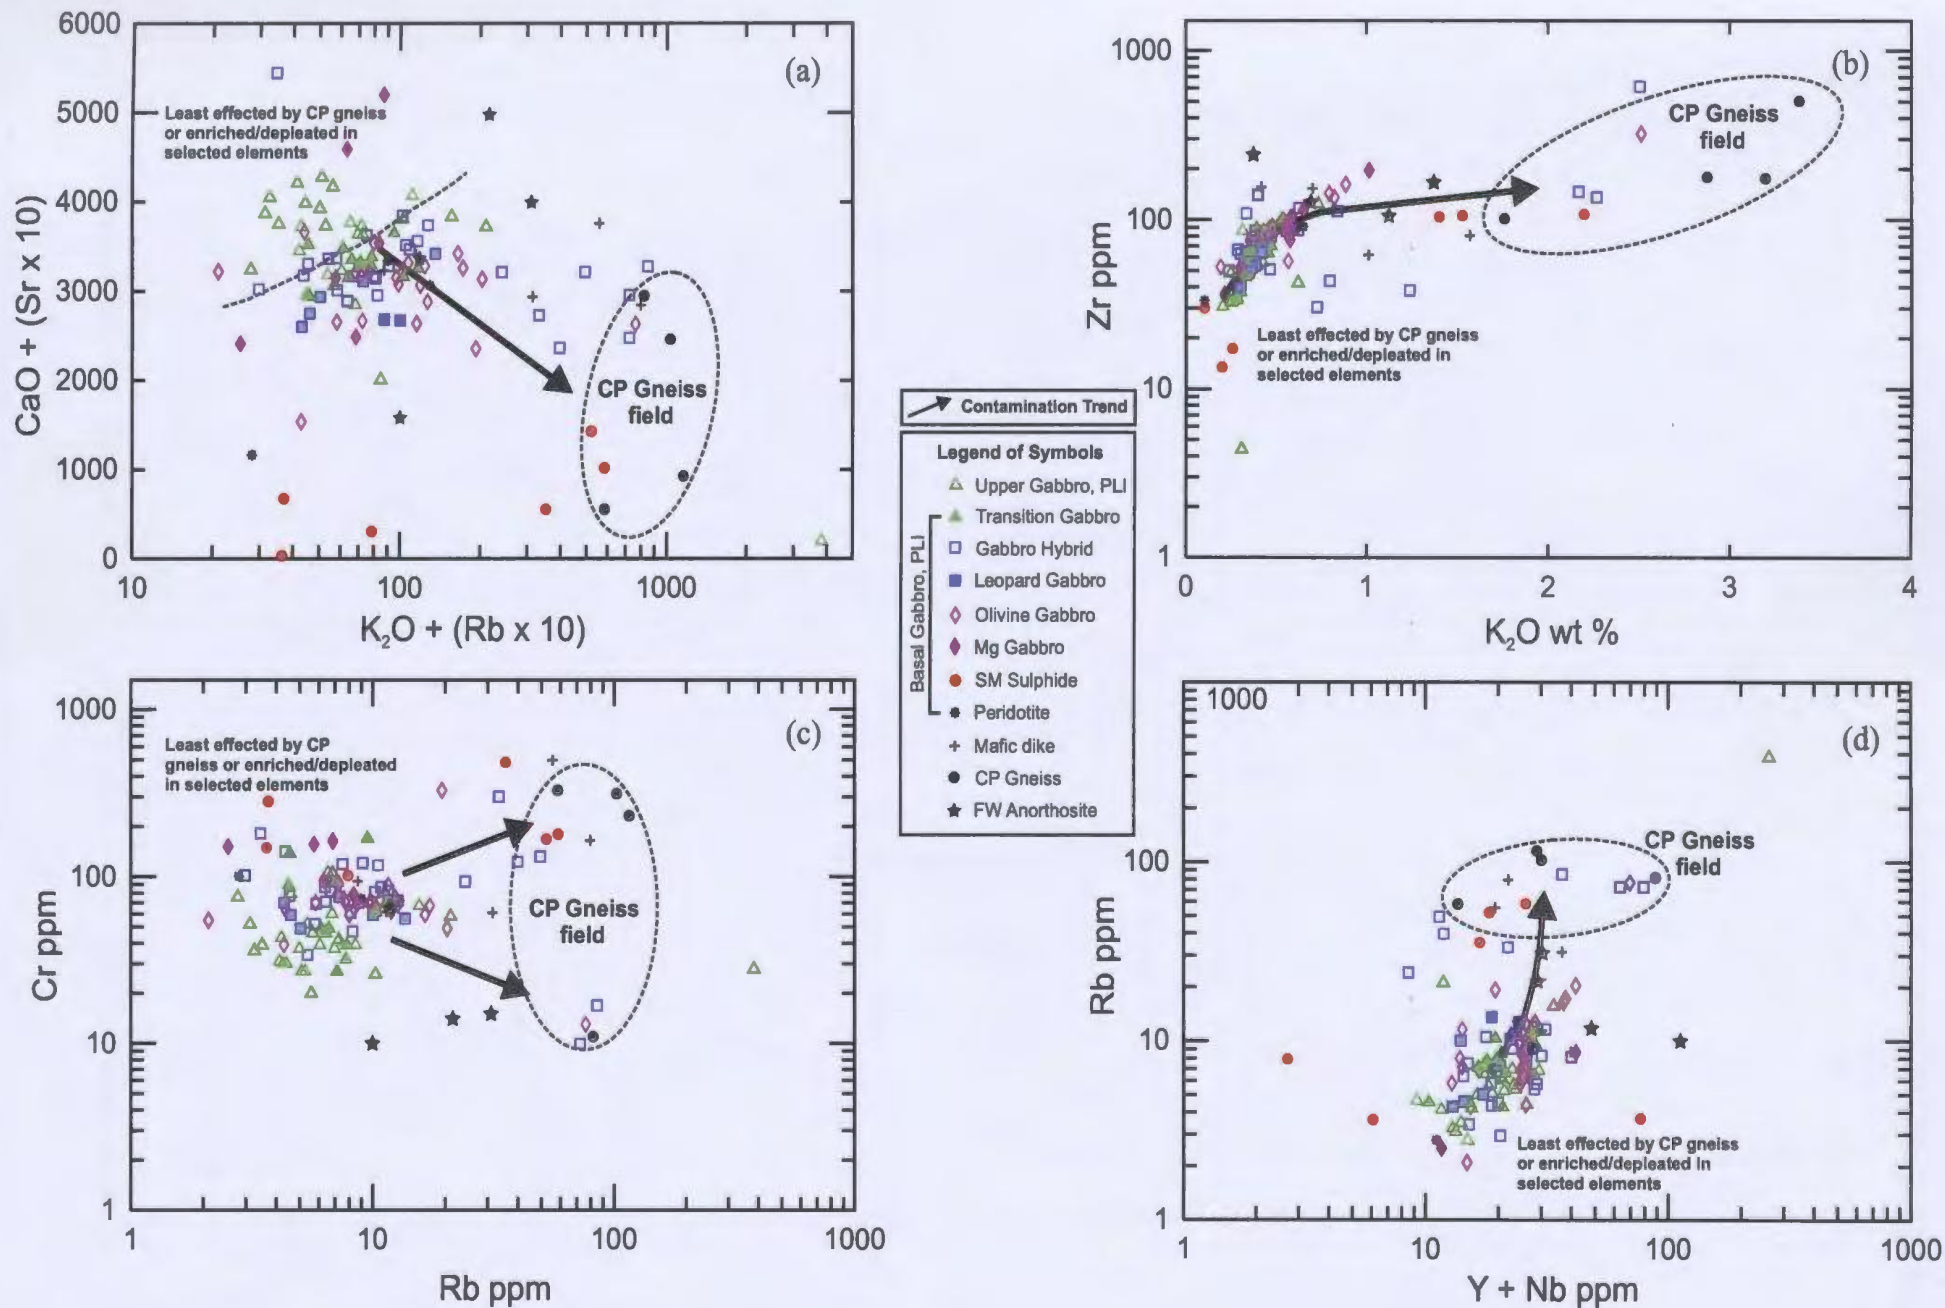 (a)
6000
5000
4000
3000
2000
1000
0
CaO + (Sr x 10)
Least effected by CP gneiss
or enriched/depleated in
selected elements
CP Gneiss
field
10
100
1000
K₂O + (Rb x 10)
(b)
1000
100
10
1
Zr ppm
CP Gneiss
field
Least effected by CP gneiss
or enriched/depleated in
selected elements
0
1
2
3
4
K₂O wt %
Contamination Trend
Legend of Symbols
Upper Gabbro, PLI
Transition Gabbro
Gabbro Hybrid
Leopard Gabbro
Olivine Gabbro
Mg Gabbro
SM Sulphide
Peridotite
Mafic dike
CP Gneiss
FW Anorthosite
Basal Gabbro, PLI
(c)
1000
100
10
1
Cr ppm
Least effected by CP
gneiss or enriched/depleated
in selected elements
CP Gneiss
field
1
10
100
1000
Rb ppm
(d)
1000
100
10
1
Rb ppm
CP Gneiss
field
Least effected by CP gneiss
or enriched/depleated in
selected elements
1
10
100
1000
Y + Nb ppm